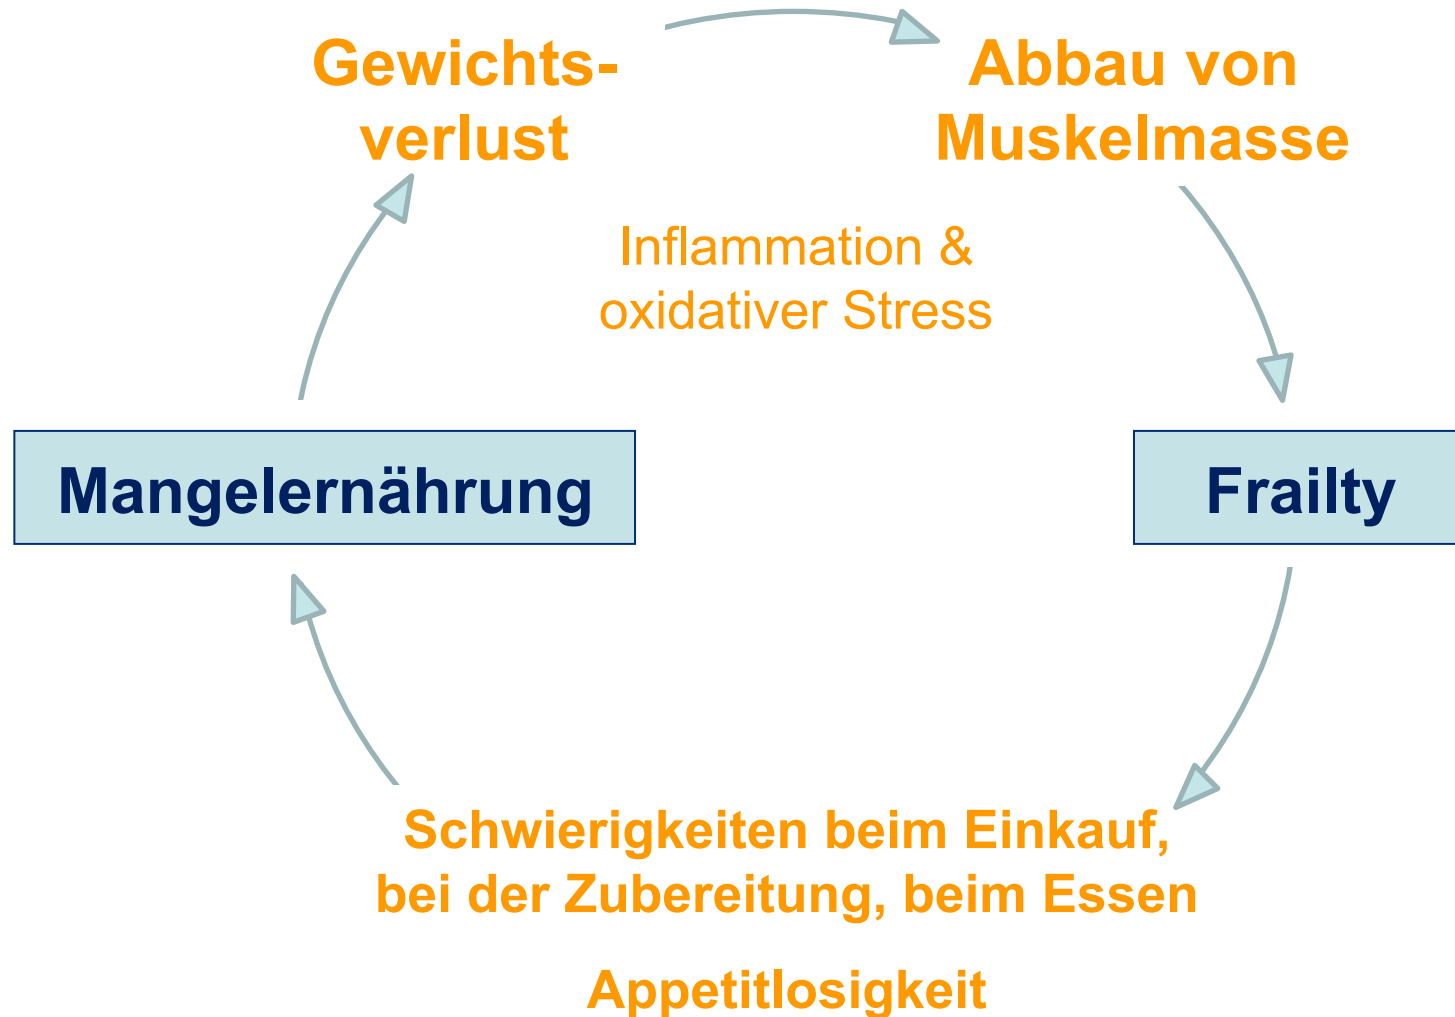 Gewichts-
verlust
Abbau von
Muskelmasse
Inflammation &
oxidativer Stress
Mangelernährung
Frailty
Schwierigkeiten beim Einkauf,
bei der Zubereitung, beim Essen
Appetitlosigkeit